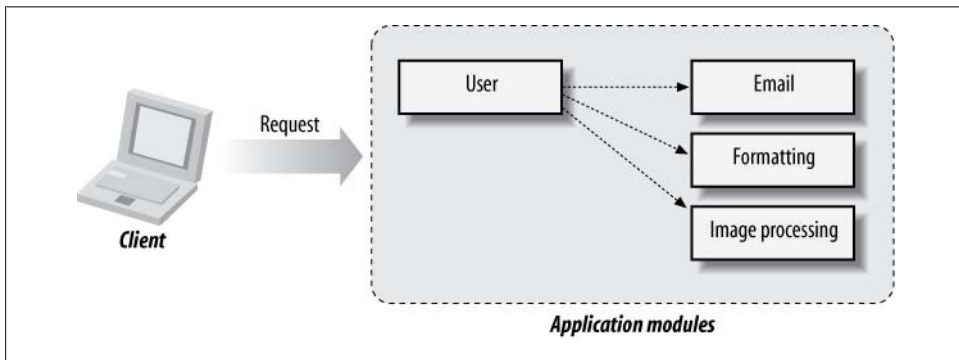 User
Email
Request
Formatting
Image processing
Client
Application modules